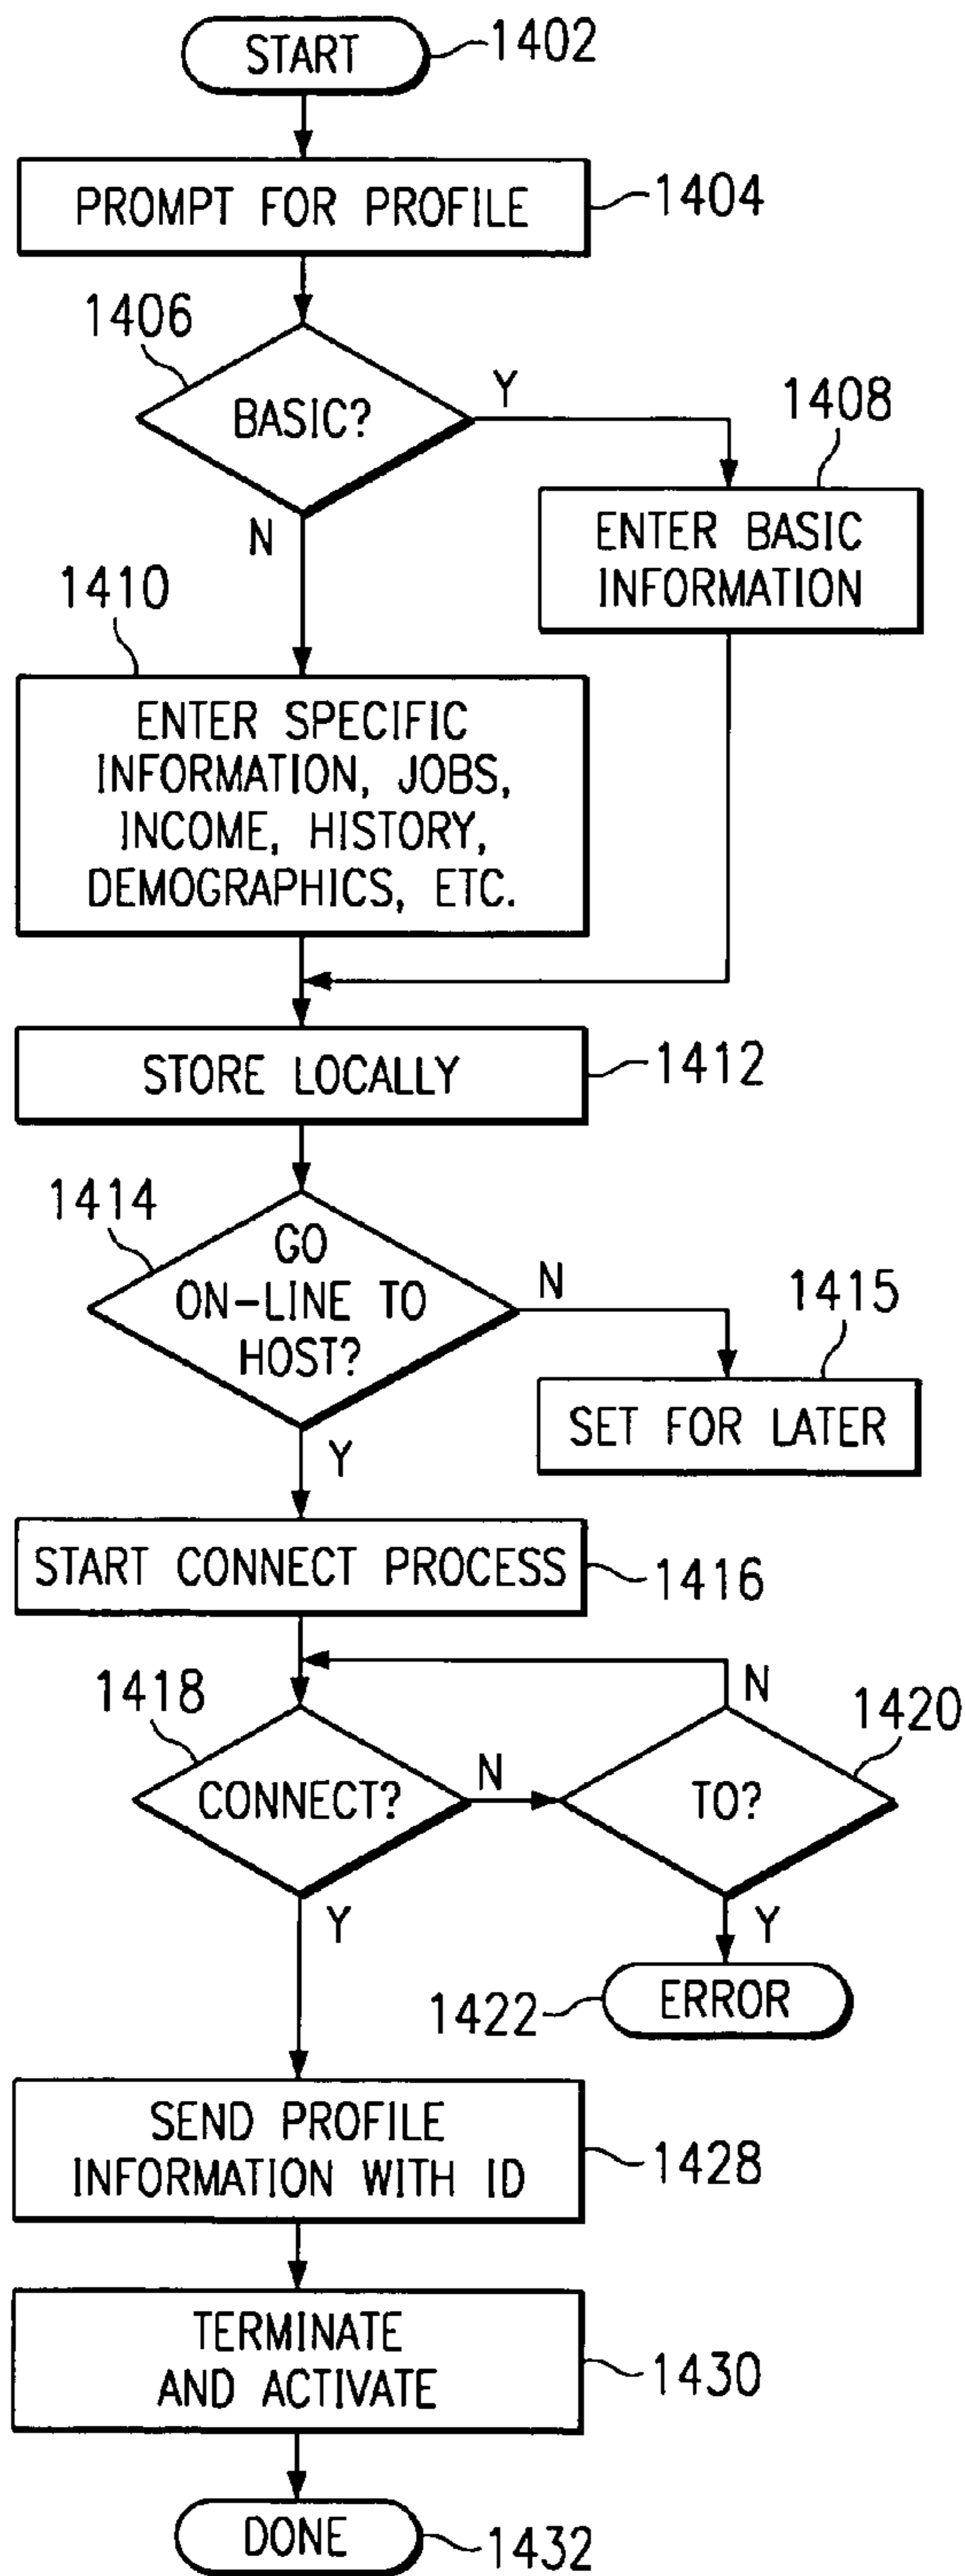 START
1402
PROMPT FOR PROFILE
1404
1406
BASIC?
Y
N
1408
ENTER BASIC
INFORMATION
1410
ENTER SPECIFIC
INFORMATION, JOBS,
INCOME, HISTORY,
DEMOGRAPHICS, ETC.
STORE LOCALLY
1412
1414
GO
ON-LINE TO
HOST?
N
Y
1415
SET FOR LATER
START CONNECT PROCESS
1416
1418
CONNECT?
N
Y
N
1420
TO?
Y
1422
ERROR
SEND PROFILE
INFORMATION WITH ID
1428
TERMINATE
AND ACTIVATE
1430
DONE
1432